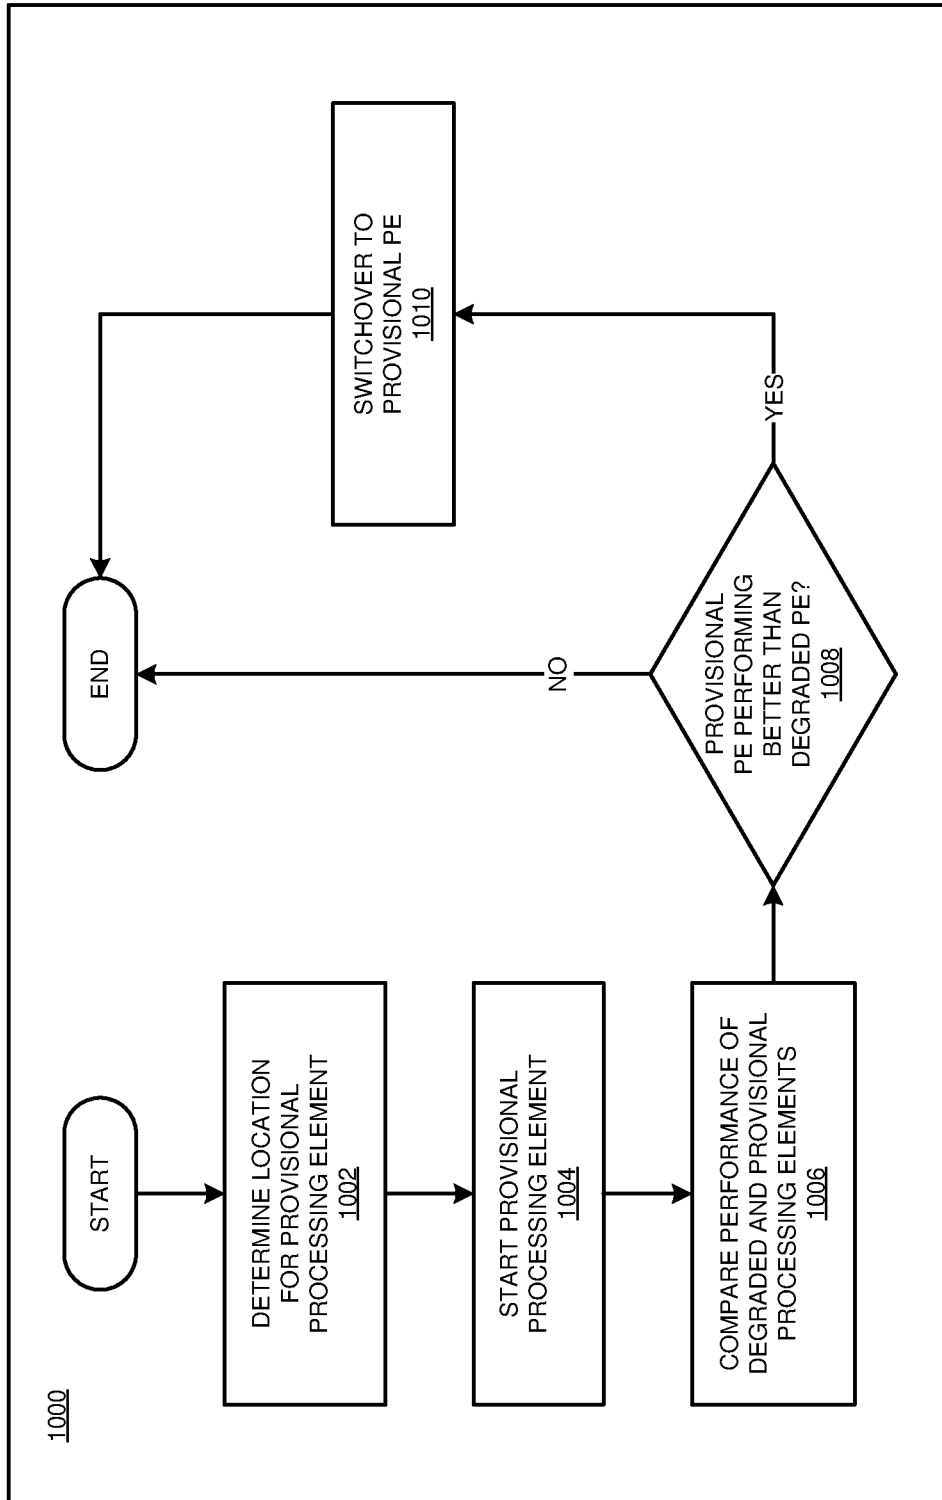 1000
START
DETERMINE LOCATION
FOR PROVISIONAL
PROCESSING ELEMENT
1002
START PROVISIONAL
PROCESSING ELEMENT
1004
COMPARE PERFORMANCE OF
DEGRADED AND PROVISIONAL
PROCESSING ELEMENTS
1006
PROVISIONAL
PE PERFORMING
BETTER THAN
DEGRADED PE?
1008
NO
YES
SWITCHOVER TO
PROVISIONAL PE
1010
END